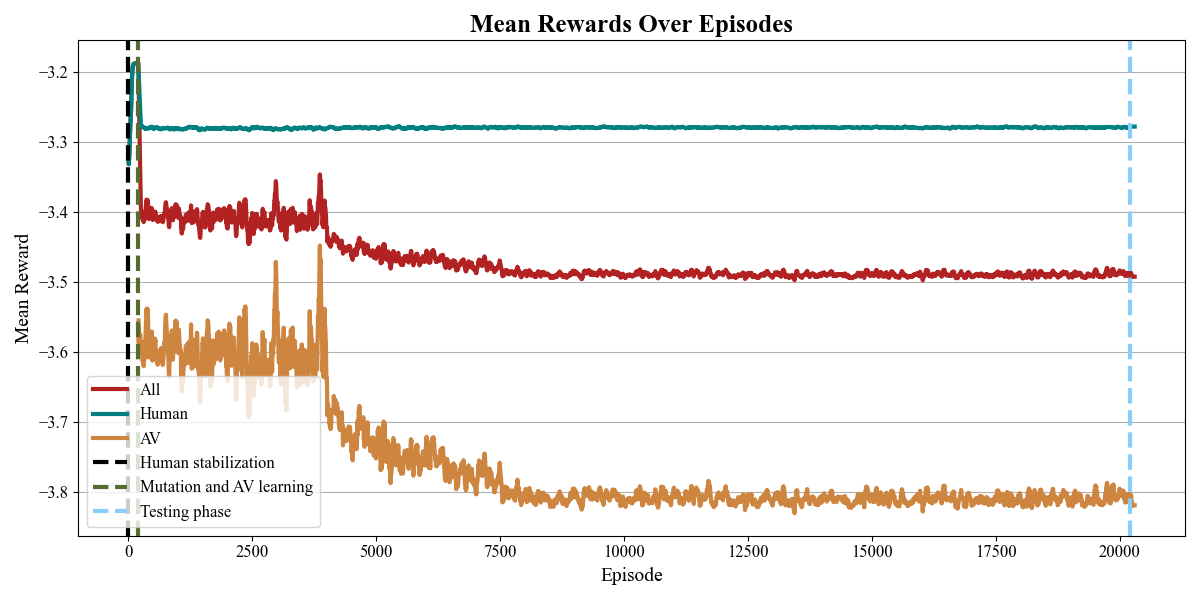 Mean Rewards Over Episodes
Mean Reward
−3.2
−3.3
−3.4
−3.5
−3.6
−3.7
−3.8
All
Human
AV
Human stabilization
Mutation and AV learning
Testing phase
0
2500
5000
7500
10000
12500
15000
17500
20000
Episode